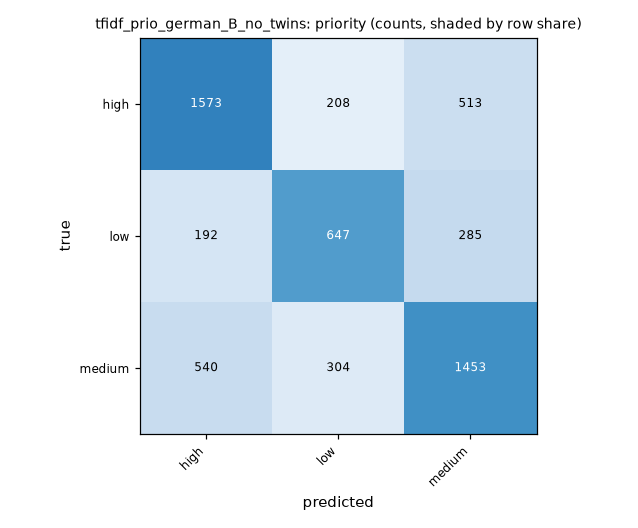 tfidf_prio_german_B_no_twins: priority (counts, shaded by row share)
high 1573 208 513
low 192 647 285
medium 540 304 1453
true
high low medium
predicted